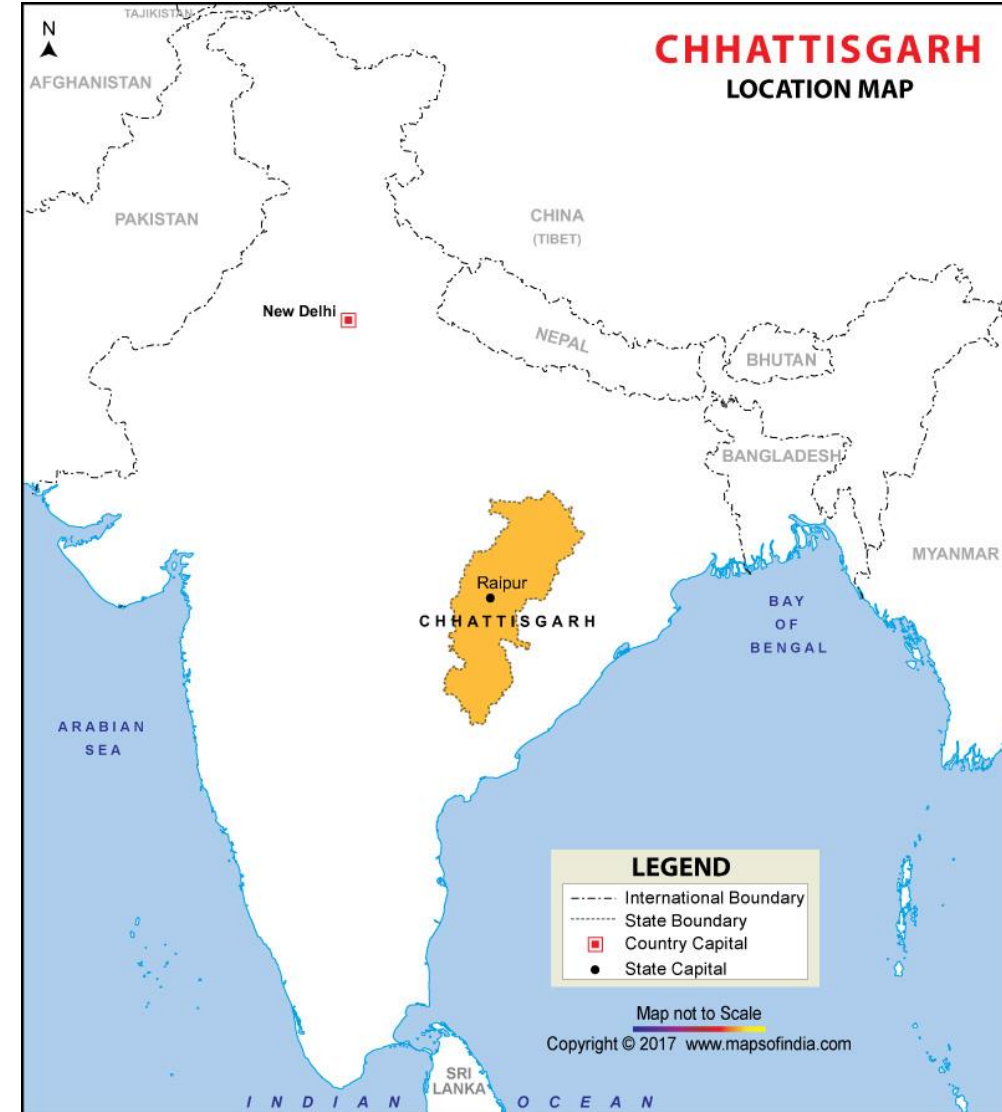 TAJIKISTAN
N
CHHATTISGARH
LOCATION MAP
AFGHANISTAN
PAKISTAN
CHINA
(TIBET)
New Delhi
NEPAL
BHUTAN
BANGLADESH
MYANMAR
Raipur
CHHATTISGARH
BAY
OF
BENGAL
ARABIAN
SEA
LEGEND
International Boundary
State Boundary
Country Capital
State Capital
Map not to Scale
Copyright © 2017 www.mapsofindia.com
SRI
LANKA
INDIAN OCEAN